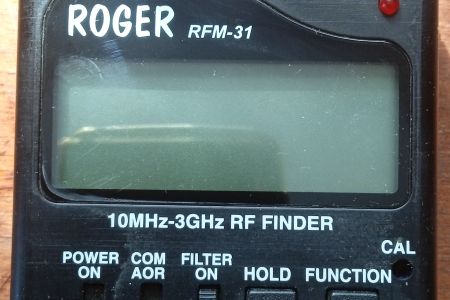 ROGER RFM-31
10MHz-3GHz RF FINDER
CAL
POWER ON
COM AOR
FILTER ON
HOLD
FUNCTION